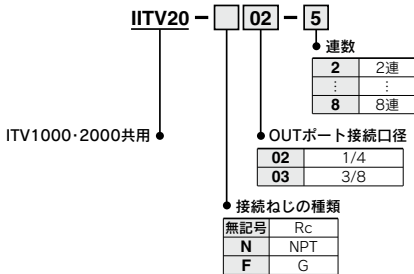 IITV20 − 02 − 5
連数
2 2連
⋮ ⋮
8 8連
ITV1000・2000共用
OUTポート接続口径
02 1/4
03 3/8
接続ねじの種類
無記号 Rc
N NPT
F G